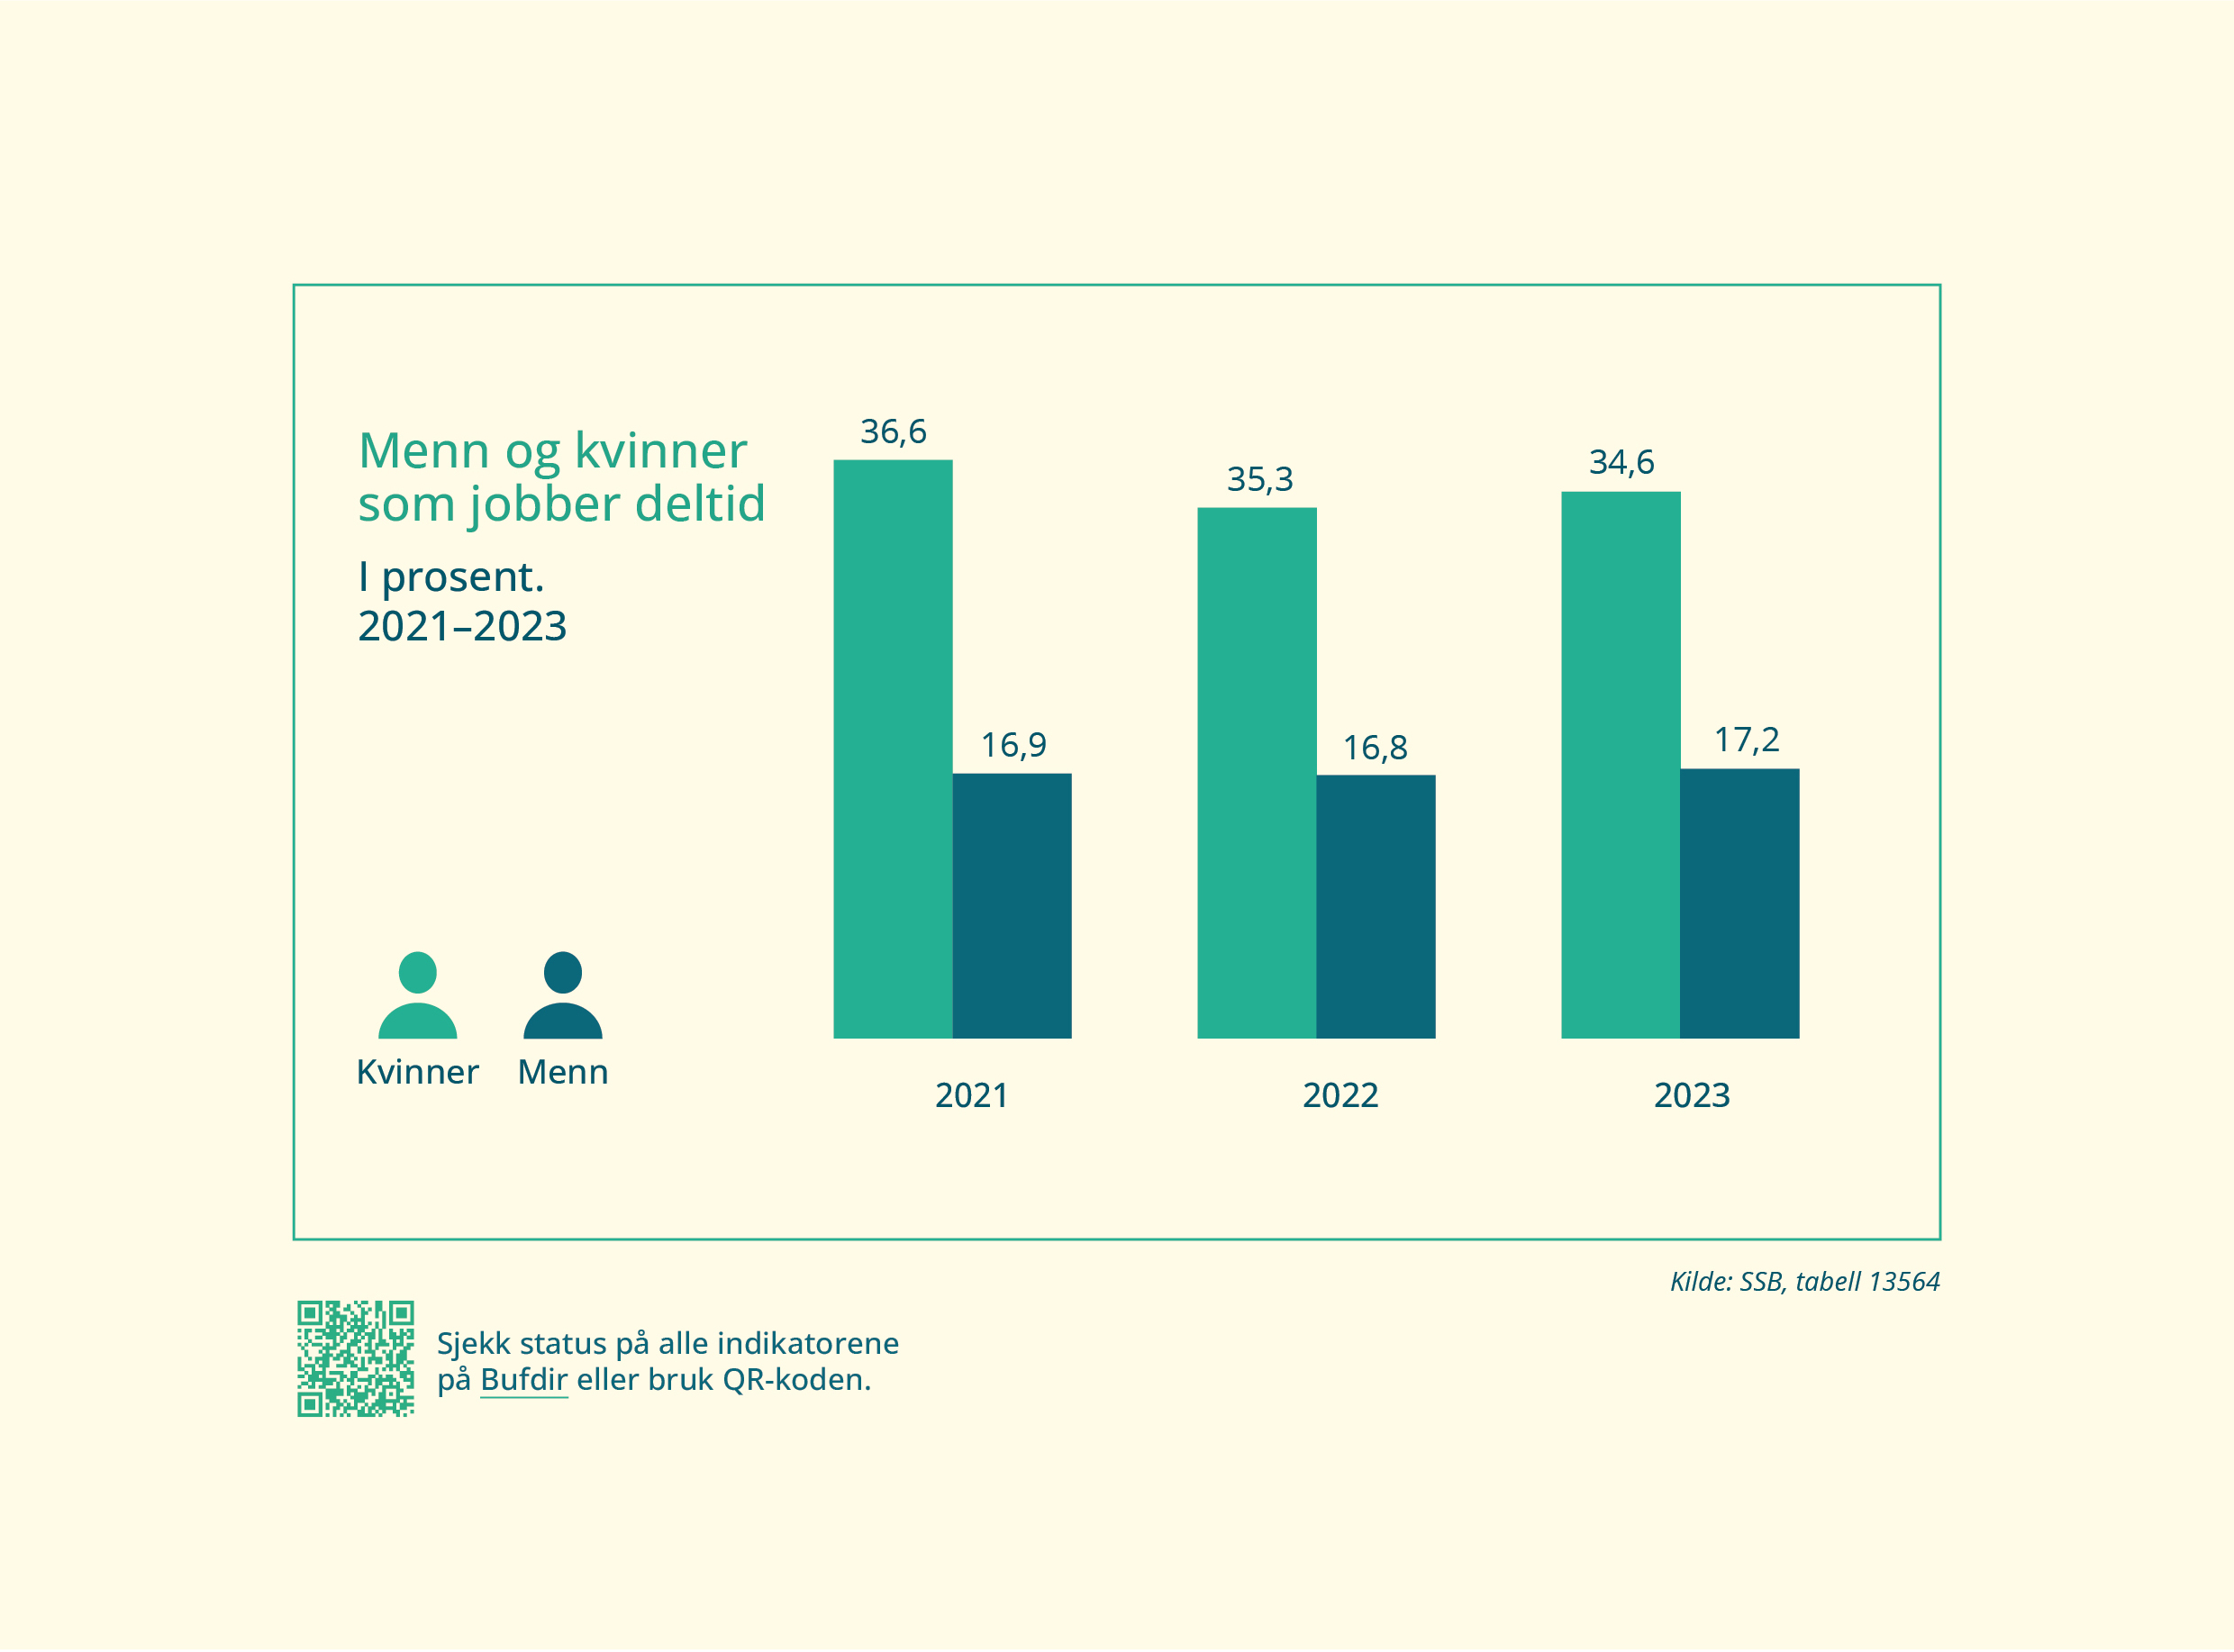 Menn og kvinner
som jobber deltid
I prosent.
2021–2023
Kvinner
Menn
36,6
16,9
35,3
16,8
34,6
17,2
2021
2022
2023
Kilde: SSB, tabell 13564
Sjekk status på alle indikatorene
på Bufdir eller bruk QR-koden.